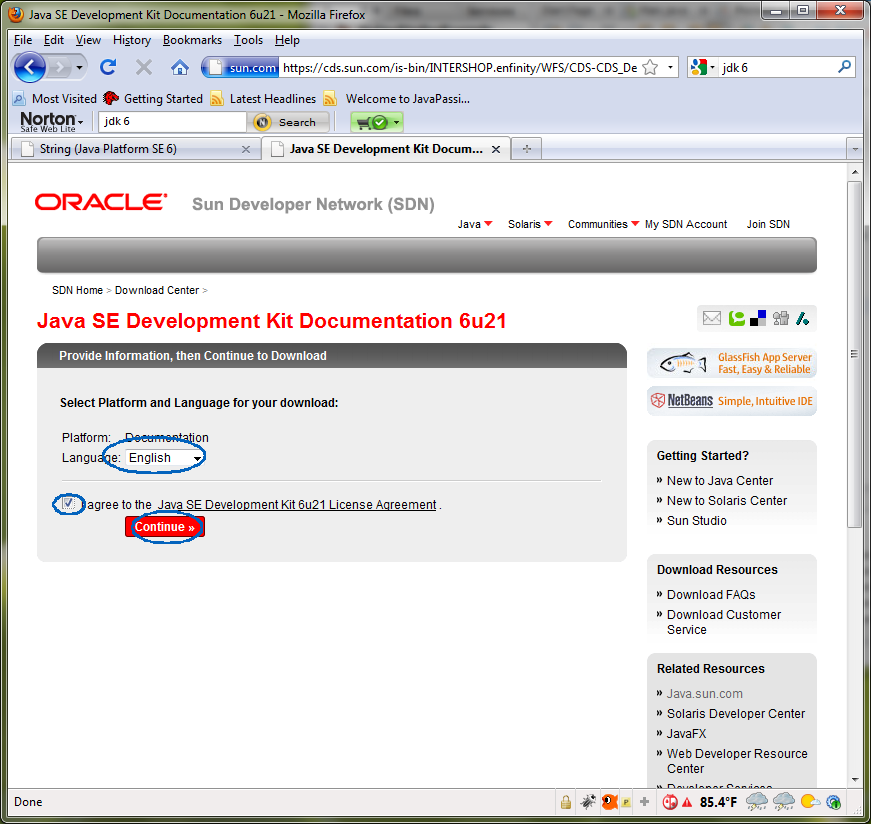 Java SE Development Kit Documentation 6u21 - Mozilla Firefox
File Edit View History Bookmarks Tools Help
sun.com https://cds.sun.com/is-bin/INTERSHOP.enfinity/WFS/CDS-CDS_De jdk 6
Most Visited Getting Started Latest Headlines Welcome to JavaPassi...
Norton
Safe Web Lite
jdk 6 Search
String (Java Platform SE 6) Java SE Development Kit Docum...
ORACLE Sun Developer Network (SDN)
Java Solaris Communities My SDN Account Join SDN
SDN Home > Download Center >
Java SE Development Kit Documentation 6u21
Provide Information, then Continue to Download
Select Platform and Language for your download:
Platform: Documentation
Language: English
I agree to the Java SE Development Kit 6u21 License Agreement .
Continue »
GlassFish App Server
Fast, Easy & Reliable
NetBeans Simple, Intuitive IDE
Getting Started?
» New to Java Center
» New to Solaris Center
» Sun Studio
Download Resources
» Download FAQs
» Download Customer
Service
Related Resources
» Java.sun.com
» Solaris Developer Center
» JavaFX
» Web Developer Resource
Center
» Developer Services
Done P 85.4°F